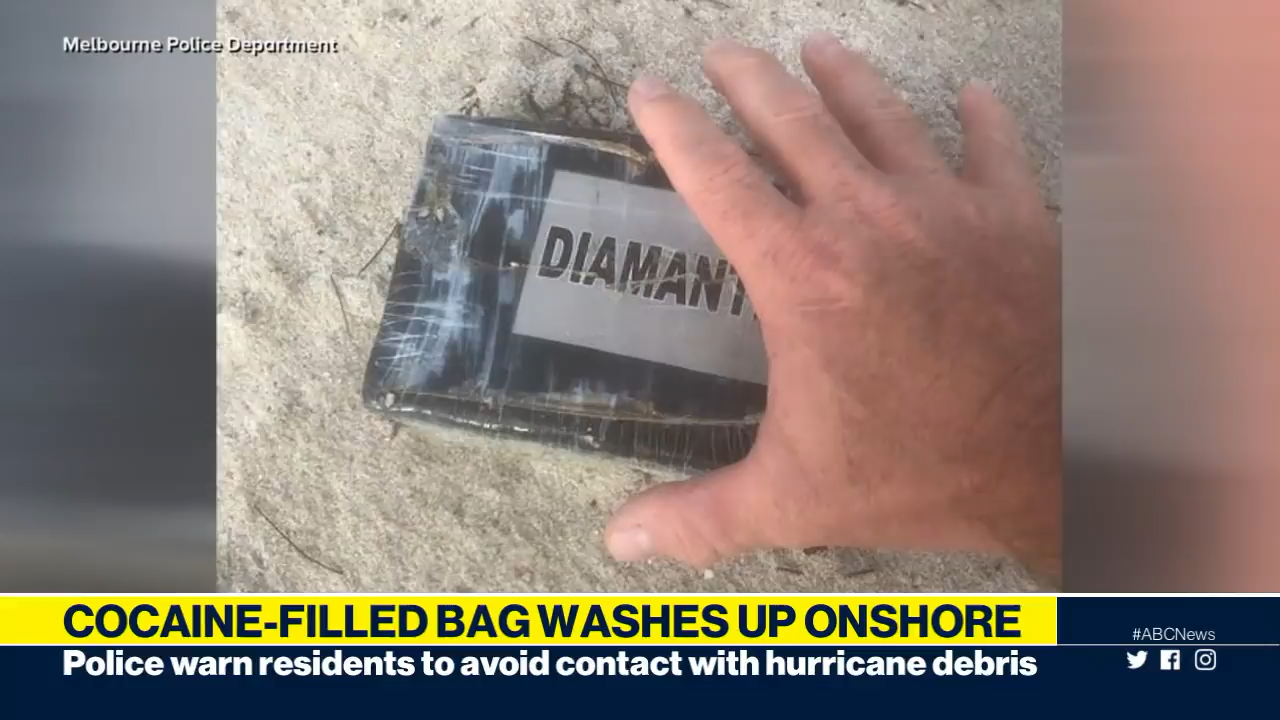 Melbourne Police Department
COCAINE-FILLED BAG WASHES UP ONSHORE
#ABCNews
Police warn residents to avoid contact with hurricane debris